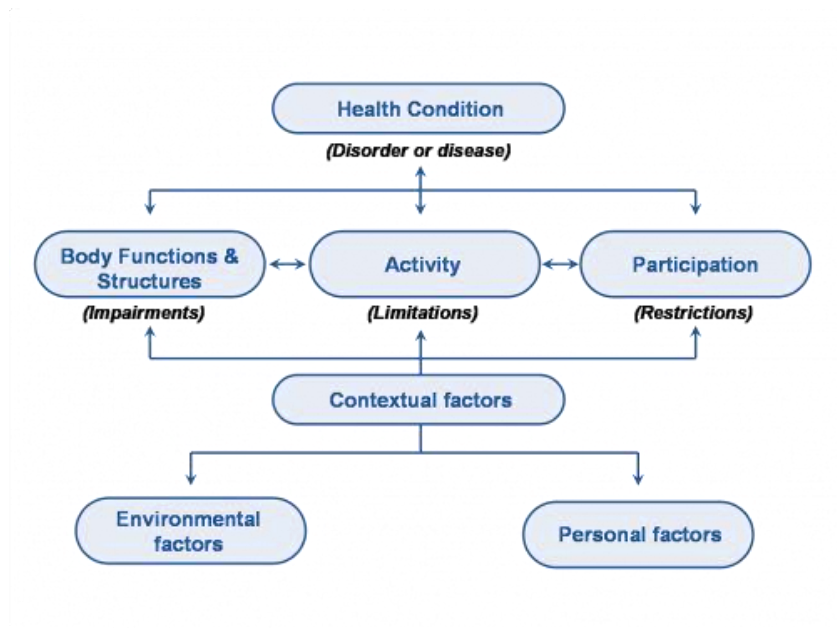 Health Condition
(Disorder or disease)
Body Functions &
Structures
(Impairments)
Activity
(Limitations)
Participation
(Restrictions)
Contextual factors
Environmental
factors
Personal factors